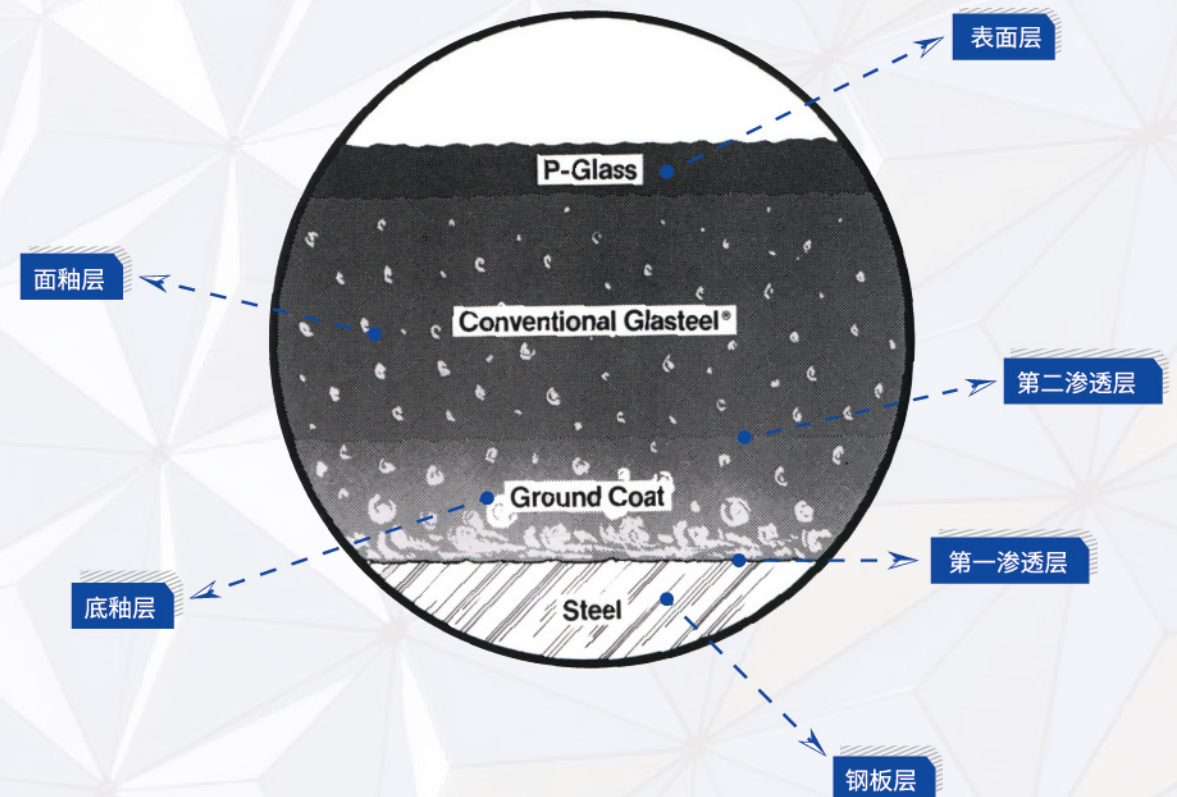 表面层
P-Glass
面釉层
Conventional Glasteel®
第二渗透层
Ground Coat
第一渗透层
底釉层
Steel
钢板层